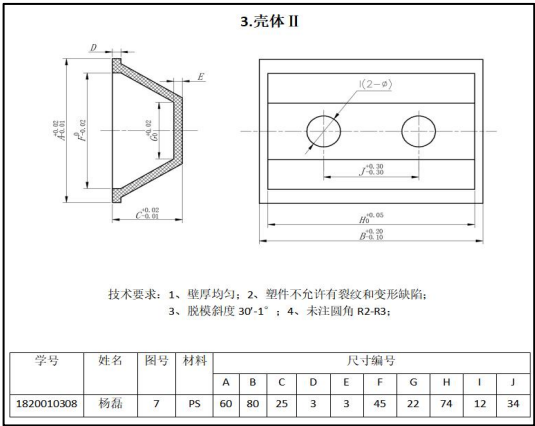 3.壳体Ⅱ
D
E
A+0.02-0.01
F0-0.02
G+0.02 0
C+0.02-0.01
I(2-ø)
J+0.30-0.30
H+0.05 0
B+0.20-0.10
技术要求：1、壁厚均匀；2、塑件不允许有裂纹和变形缺陷；
3、脱模斜度 30'-1°；4、未注圆角 R2-R3；
学号 姓名 图号 材料 尺寸编号
A B C D E F G H I J
1820010308 杨磊 7 PS 60 80 25 3 3 45 22 74 12 34